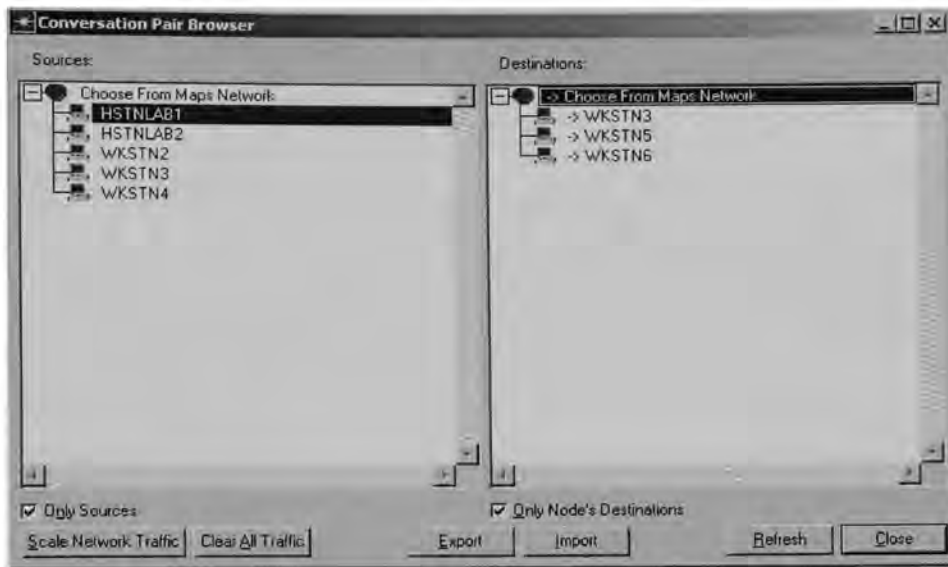 Conversation Pair Browser
Sources:
Choose From Maps Network
HSTNLAB1
HSTNLAB2
WKSTN2
WKSTN3
WKSTN4
Destinations:
-> Choose From Maps Network
-> WKSTN3
-> WKSTN5
-> WKSTN6
Only Sources
Only Node's Destinations
Scale Network Traffic
Clear All Traffic
Export
Import
Refresh
Close